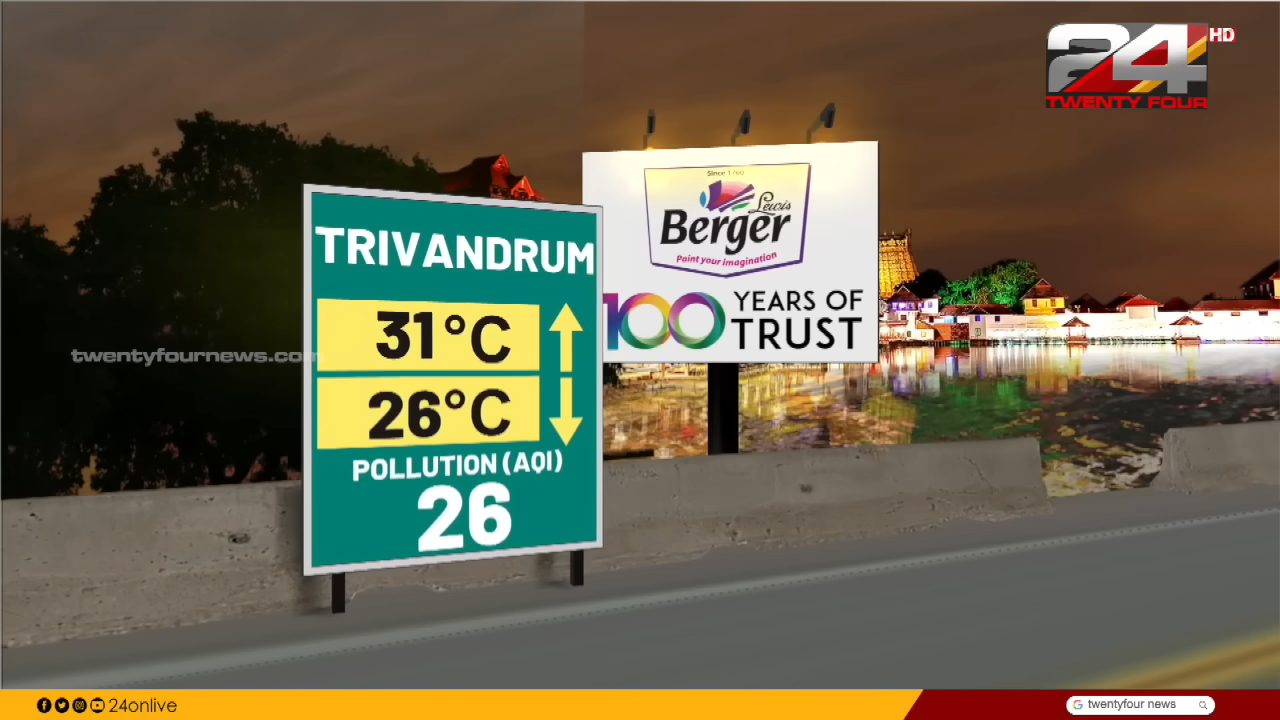 24 HD
TWENTY FOUR
Since 1760
Lewis
Berger
Paint your imagination
100 YEARS OF
TRUST
TRIVANDRUM
31°C
26°C
POLLUTION (AQI)
26
twentyfournews.com
24onlive
twentyfour news